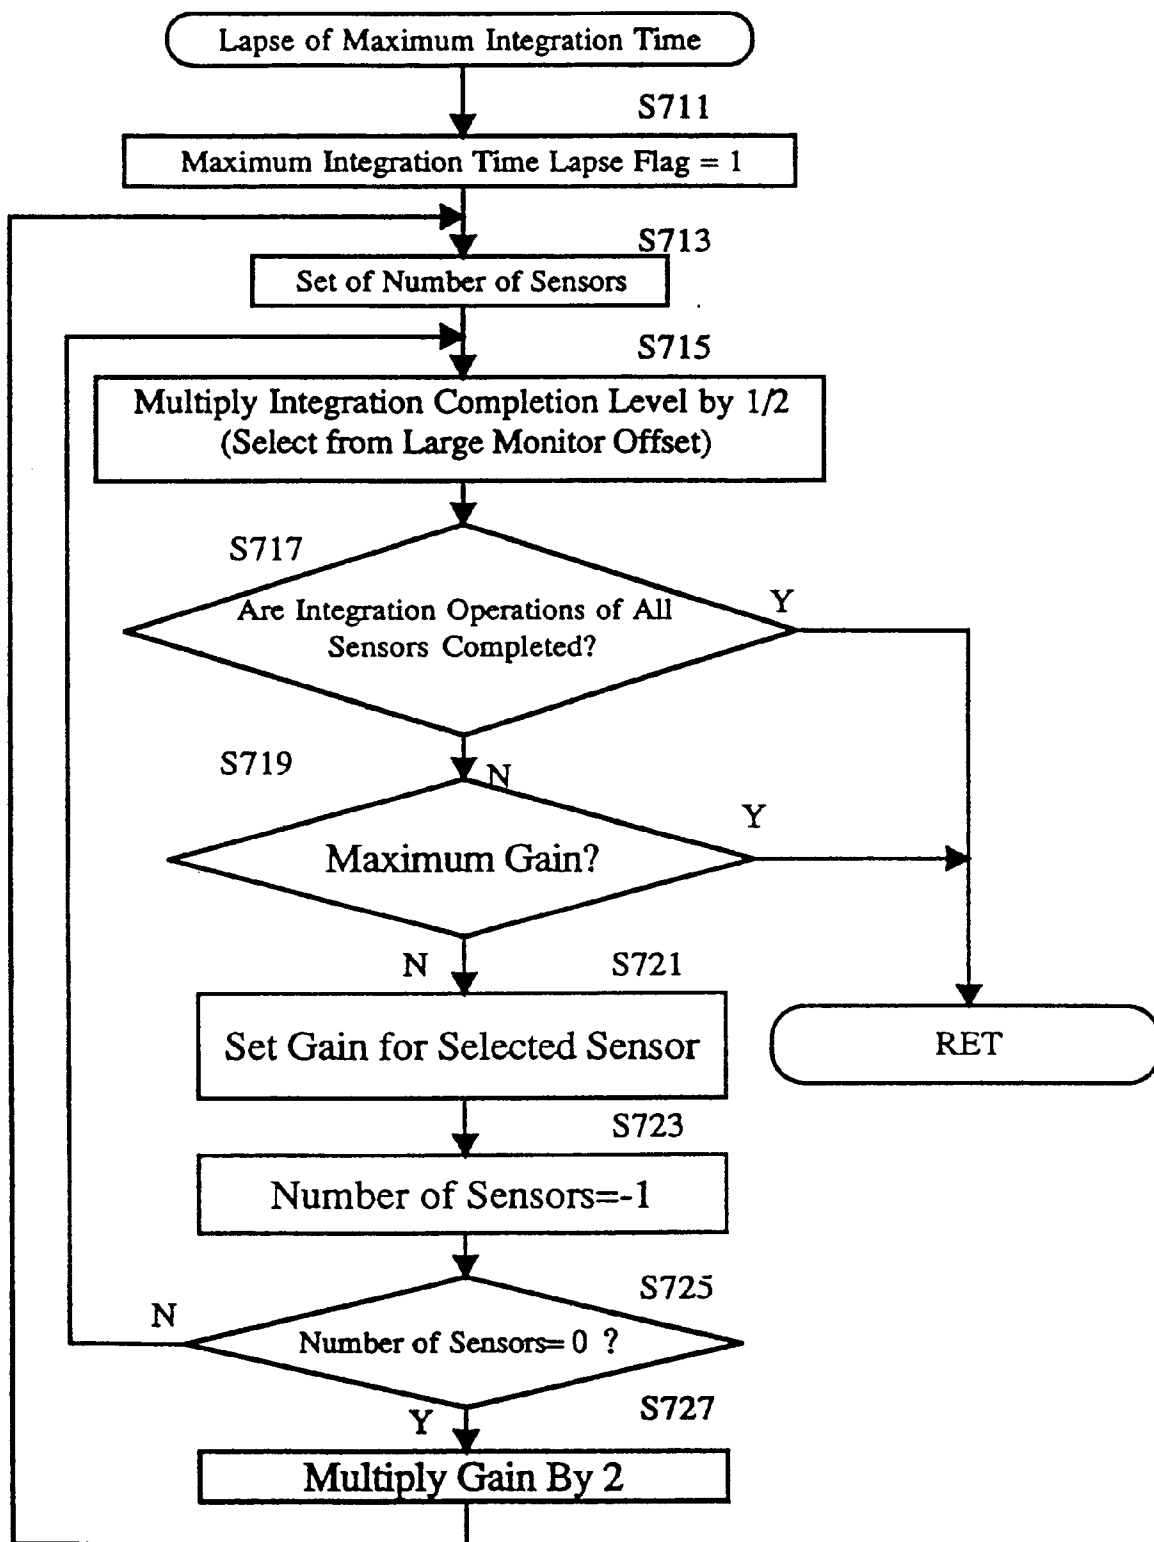 Lapse of Maximum Integration Time
S711
Maximum Integration Time Lapse Flag = 1
S713
Set of Number of Sensors
S715
Multiply Integration Completion Level by 1/2
(Select from Large Monitor Offset)
S717
Are Integration Operations of All
Sensors Completed?
Y
S719
N
Maximum Gain?
Y
N
S721
Set Gain for Selected Sensor
RET
S723
Number of Sensors=-1
S725
N
Number of Sensors= 0 ?
Y
S727
Multiply Gain By 2